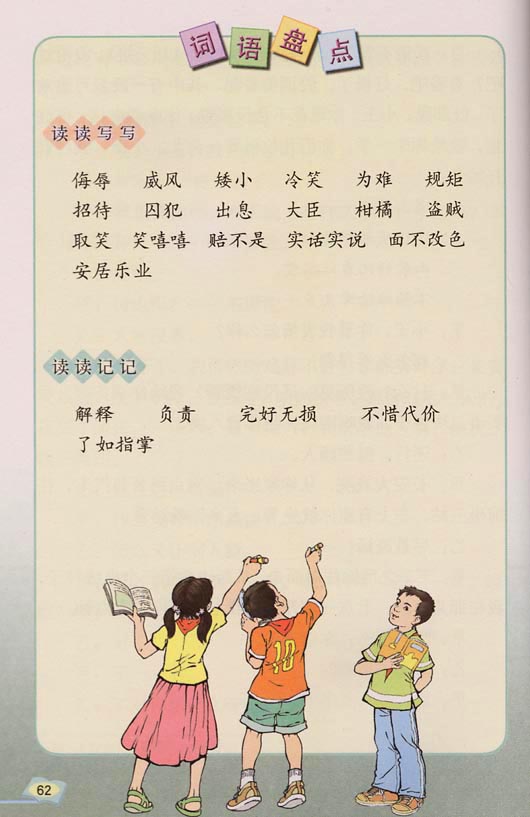 词语盘点
读读写写
侮辱 威风 矮小 冷笑 为难 规矩
招待 囚犯 出息 大臣 柑橘 盗贼
取笑 笑嘻嘻 赔不是 实话实说 面不改色
安居乐业
读读记记
解释 负责 完好无损 不惜代价
了如指掌
10
62